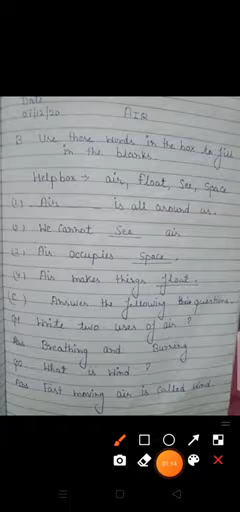 Date
07/12/20 AIR
B Use these words in the box to fill
in the blanks.
Helpbox → air, float, See, Space
(1) Air is all around us.
(2) We Cannot See air
(3) Air occupies Space.
(4) Air makes things float.
(C) Answer the following questions.
Q1 Write two uses of air?
Ans Breathing and Burning
Q2 What is wind?
Ans Fast moving air is called wind.
01:14